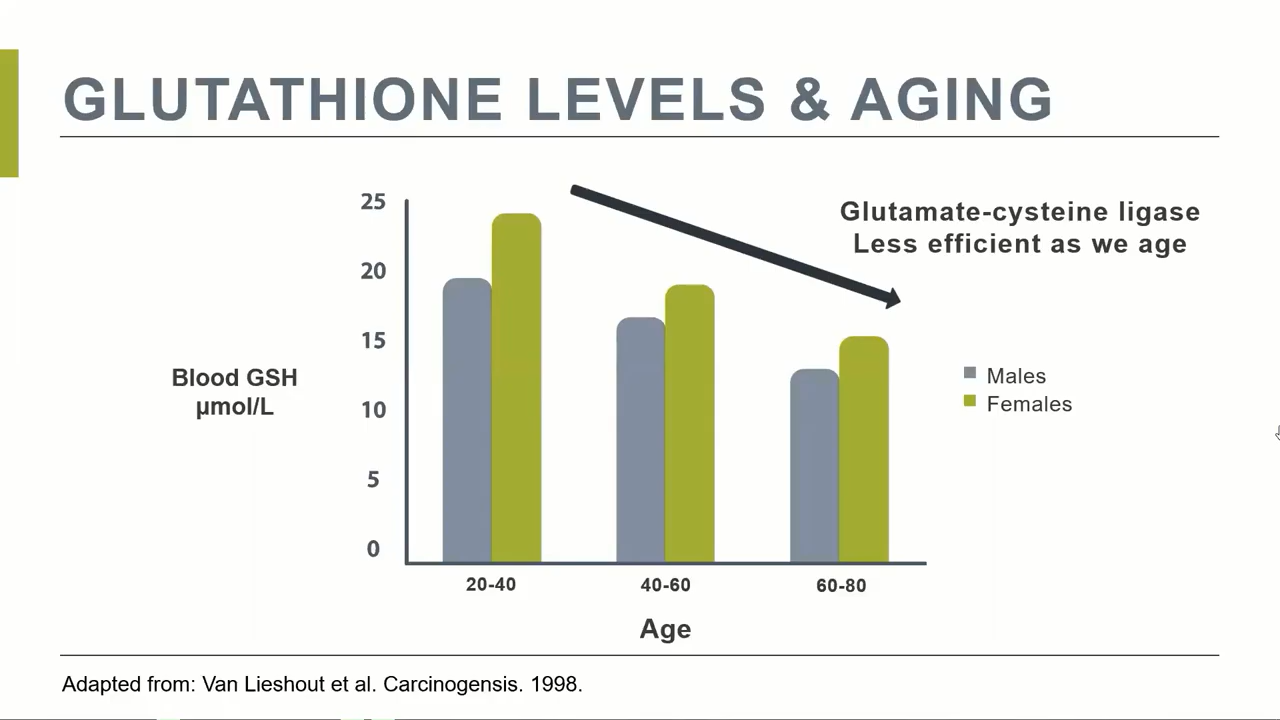 GLUTATHIONE LEVELS & AGING
25
20
15
10
5
0
Blood GSH
µmol/L
Glutamate-cysteine ligase
Less efficient as we age
Males
Females
20-40
40-60
60-80
Age
Adapted from: Van Lieshout et al. Carcinogensis. 1998.